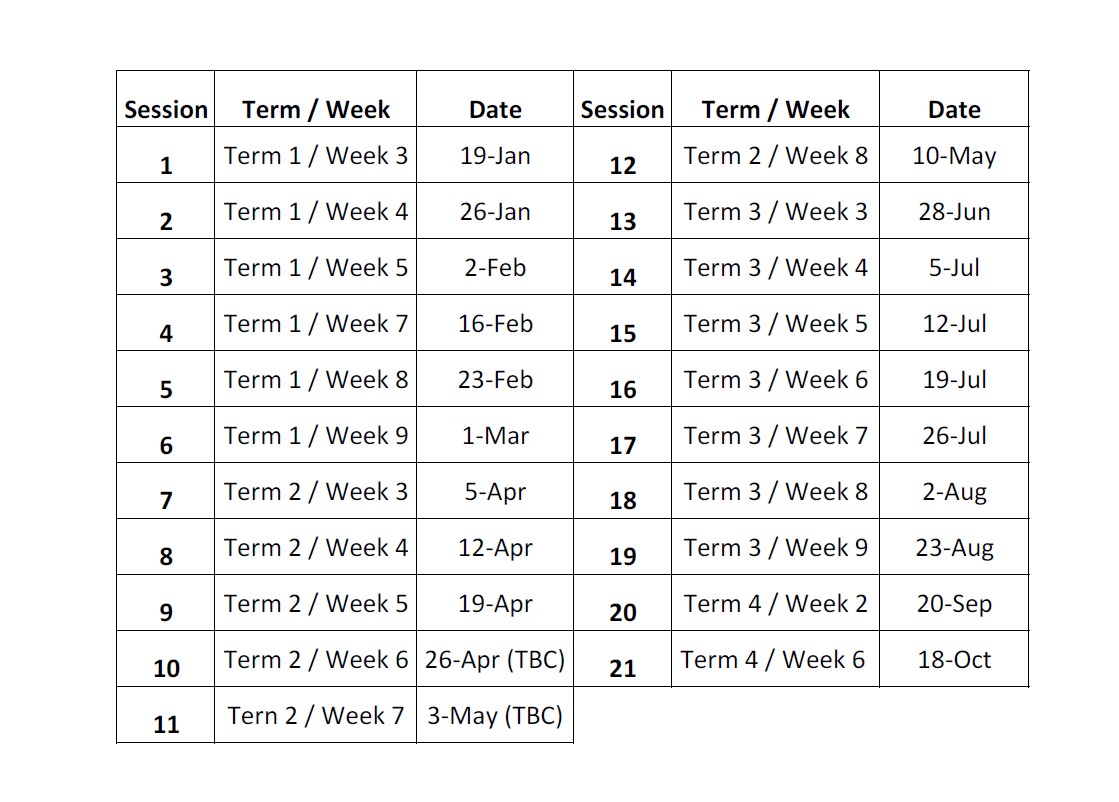 Session Term / Week Date Session Term / Week Date
1 Term 1 / Week 3 19-Jan 12 Term 2 / Week 8 10-May
2 Term 1 / Week 4 26-Jan 13 Term 3 / Week 3 28-Jun
3 Term 1 / Week 5 2-Feb 14 Term 3 / Week 4 5-Jul
4 Term 1 / Week 7 16-Feb 15 Term 3 / Week 5 12-Jul
5 Term 1 / Week 8 23-Feb 16 Term 3 / Week 6 19-Jul
6 Term 1 / Week 9 1-Mar 17 Term 3 / Week 7 26-Jul
7 Term 2 / Week 3 5-Apr 18 Term 3 / Week 8 2-Aug
8 Term 2 / Week 4 12-Apr 19 Term 3 / Week 9 23-Aug
9 Term 2 / Week 5 19-Apr 20 Term 4 / Week 2 20-Sep
10 Term 2 / Week 6 26-Apr (TBC) 21 Term 4 / Week 6 18-Oct
11 Tern 2 / Week 7 3-May (TBC)